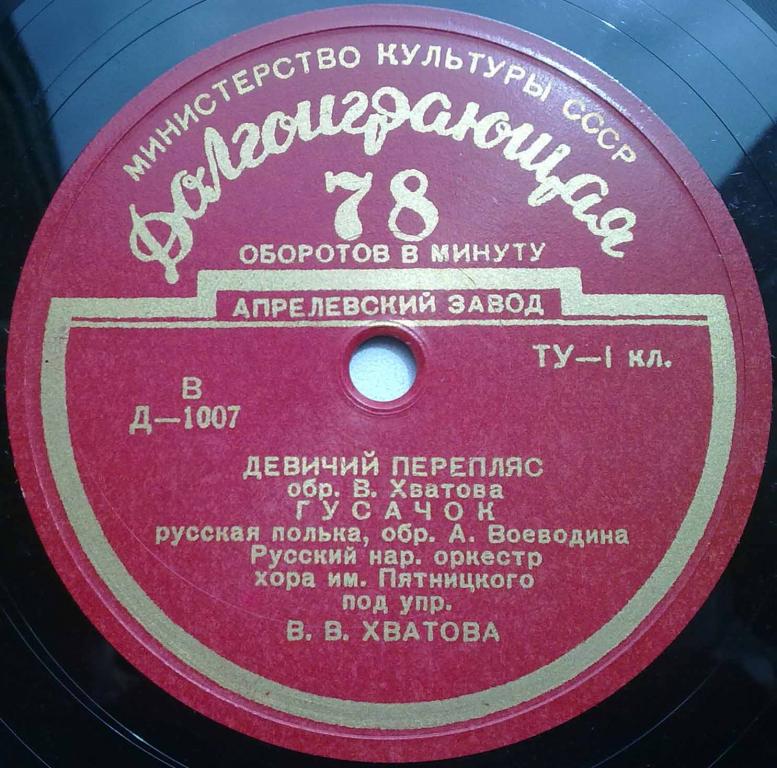 МИНИСТЕРСТВО КУЛЬТУРЫ СССР
Долгоиграющая
78
ОБОРОТОВ В МИНУТУ
АПРЕЛЕВСКИЙ ЗАВОД
ТУ—1 кл.
В
Д—1007
ДЕВИЧИЙ ПЕРЕПЛЯС
обр. В. Хватова
ГУСАЧОК
русская полька, обр. А. Воеводина
Русский нар. оркестр
хора им. Пятницкого
под упр.
В. В. ХВАТОВА